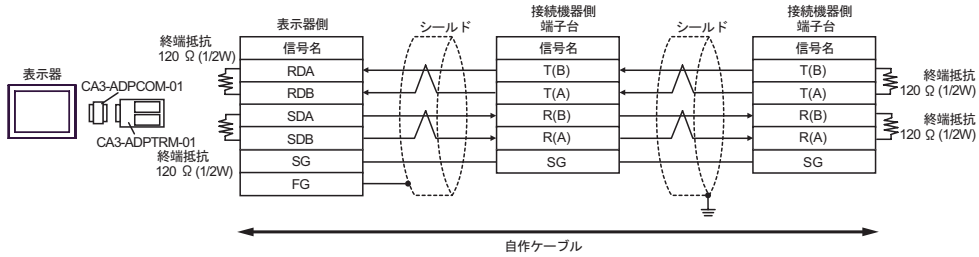 表示器
CA3-ADPCOM-01
CA3-ADPTRM-01
終端抵抗
120 Ω (1/2W)
終端抵抗
120 Ω (1/2W)
表示器側
信号名
RDA
RDB
SDA
SDB
SG
FG
シールド
接続機器側
端子台
信号名
T(B)
T(A)
R(B)
R(A)
SG
シールド
接続機器側
端子台
信号名
T(B)
T(A)
R(B)
R(A)
SG
終端抵抗
120 Ω (1/2W)
終端抵抗
120 Ω (1/2W)
自作ケーブル